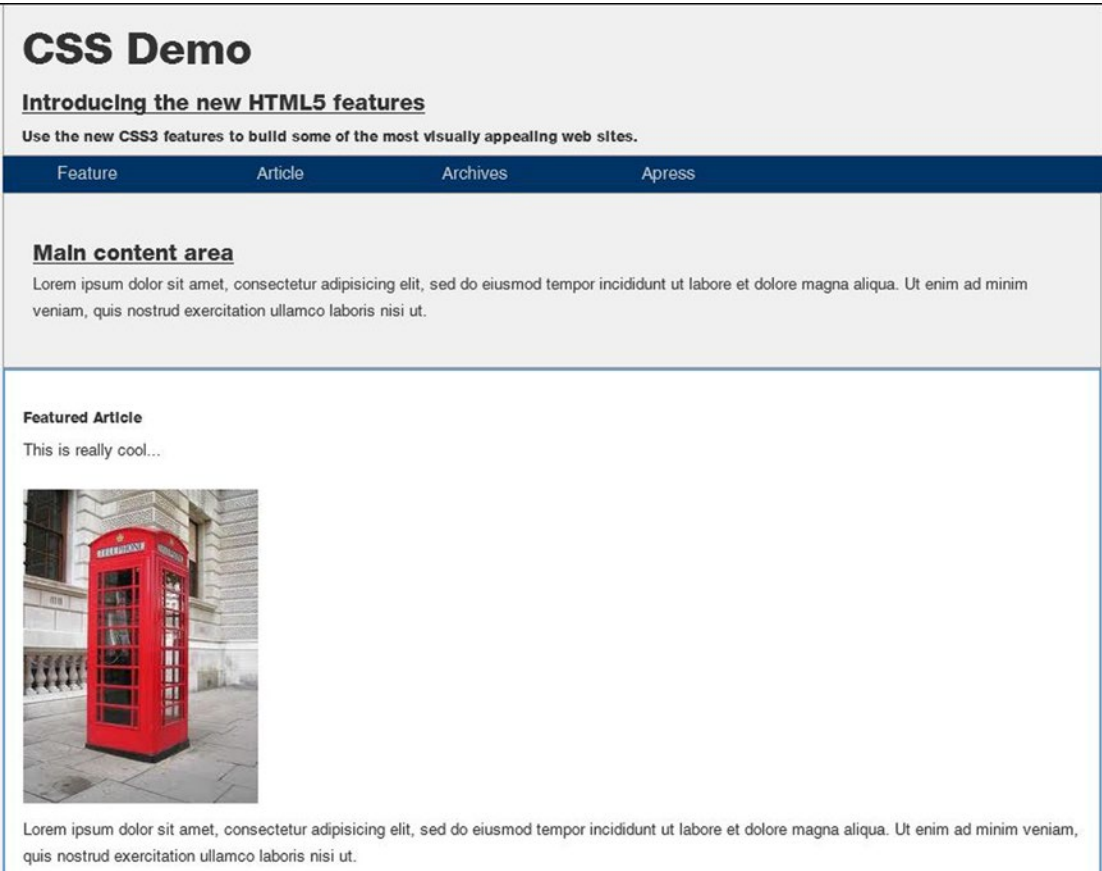 CSS Demo
Introducing the new HTML5 features
Use the new CSS3 features to build some of the most visually appealing web sites.
Feature Article Archives Apress
Main content area
Lorem ipsum dolor sit amet, consectetur adipisicing elit, sed do eiusmod tempor incididunt ut labore et dolore magna aliqua. Ut enim ad minim
veniam, quis nostrud exercitation ullamco laboris nisi ut.
Featured Article
This is really cool...
TELEPHONE
Lorem ipsum dolor sit amet, consectetur adipisicing elit, sed do eiusmod tempor incididunt ut labore et dolore magna aliqua. Ut enim ad minim veniam,
quis nostrud exercitation ullamco laboris nisi ut.